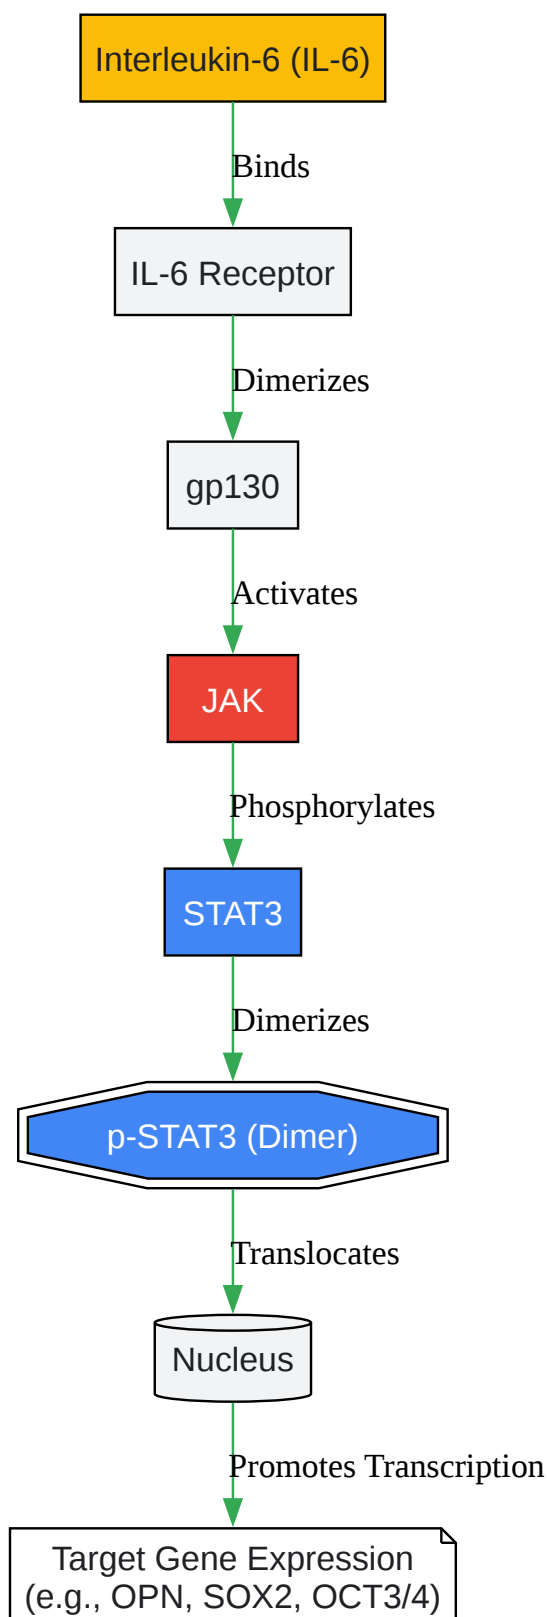 Interleukin-6 (IL-6)
Binds
IL-6 Receptor
Dimerizes
gp130
Activates
JAK
Phosphorylates
STAT3
Dimerizes
p-STAT3 (Dimer)
Translocates
Nucleus
Promotes Transcription
Target Gene Expression
(e.g., OPN, SOX2, OCT3/4)